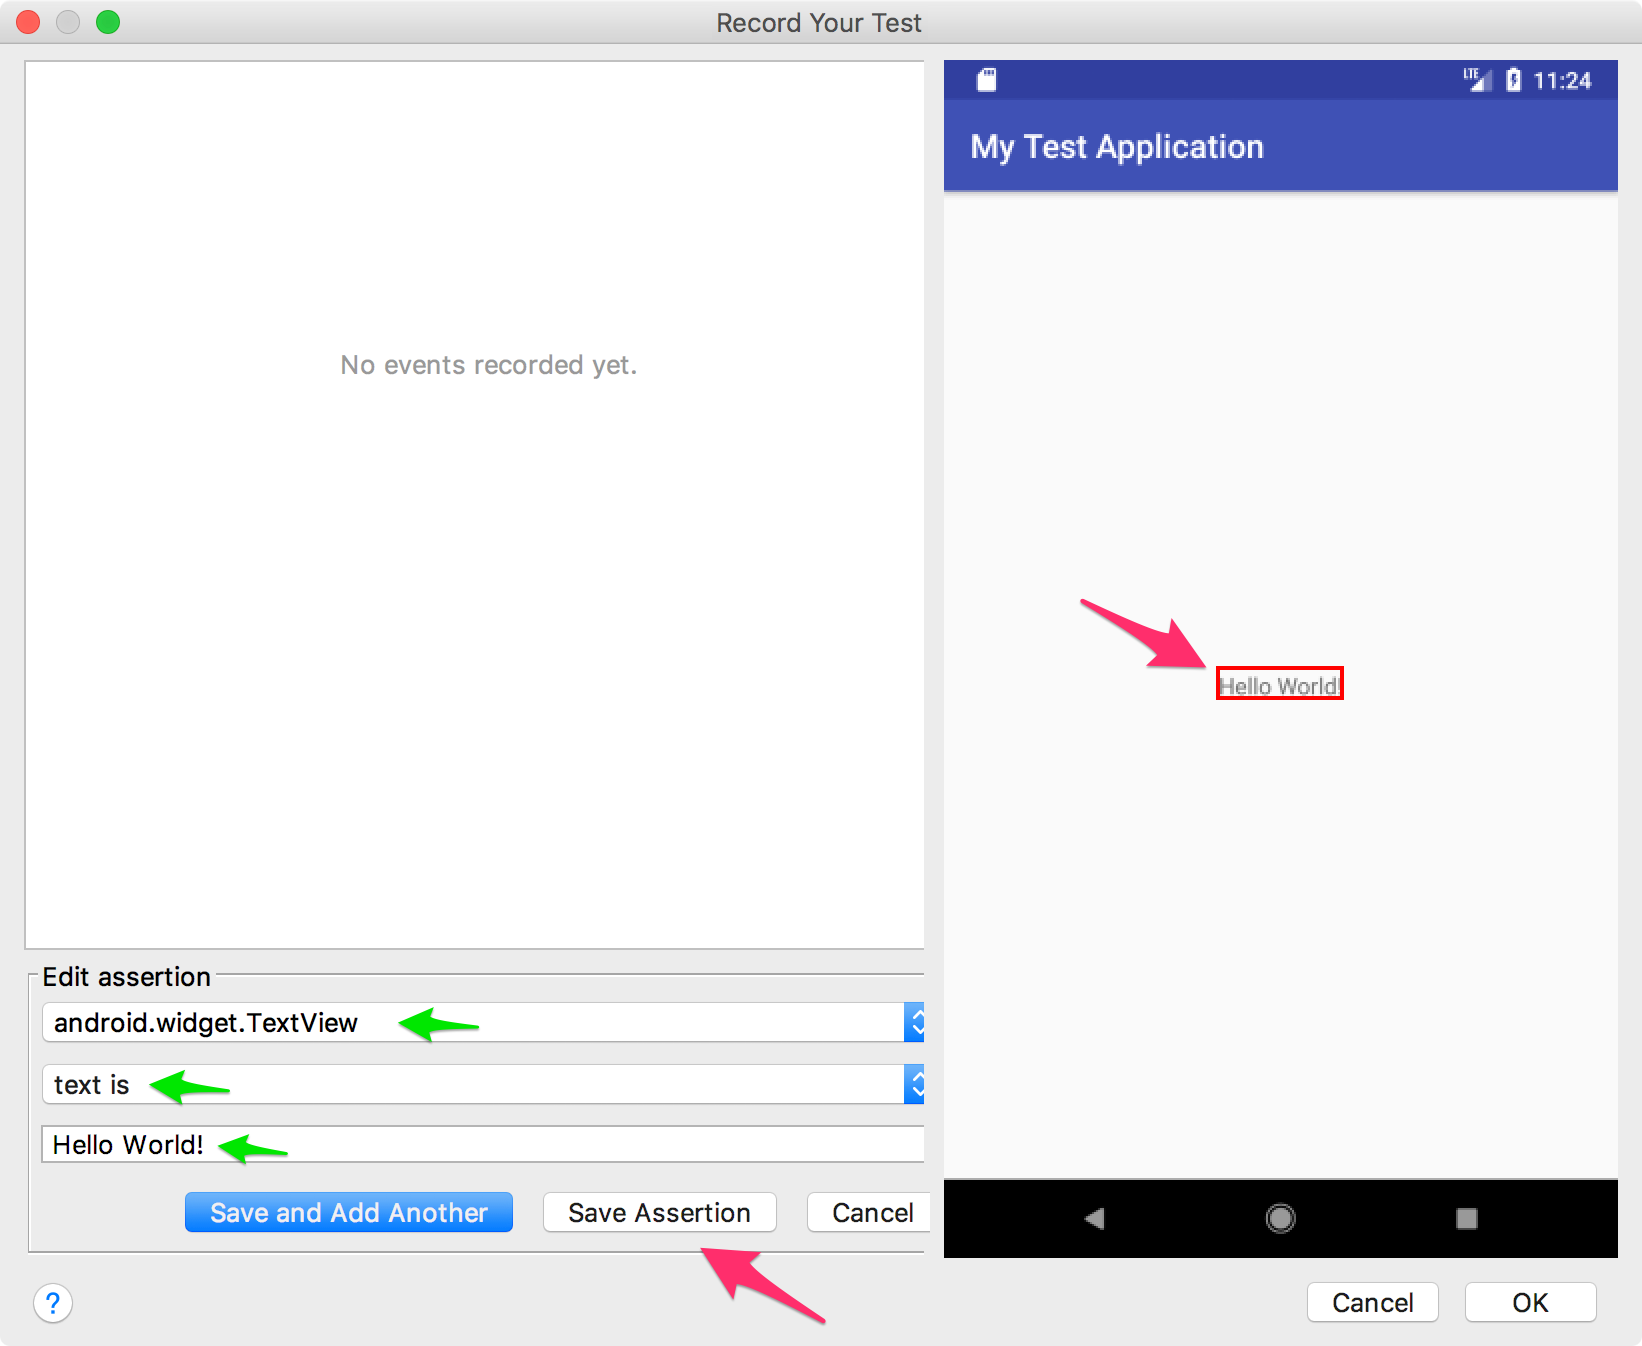 Record Your Test
No events recorded yet.
Edit assertion
android.widget.TextView
text is
Hello World!
Save and Add Another
Save Assertion
Cancel
?
LTE
11:24
My Test Application
Hello World!
Cancel
OK